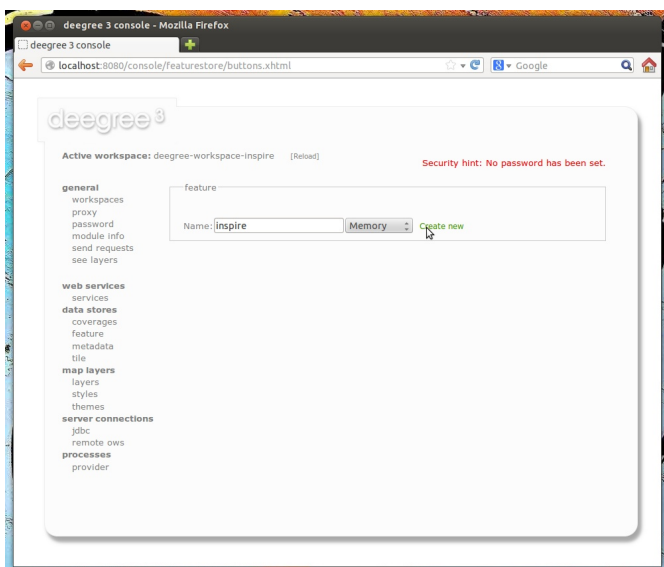 deegree 3 console - Mozilla Firefox
deegree 3 console
localhost:8080/console/featurestore/buttons.xhtml
Google
deegree 3
Active workspace: deegree-workspace-inspire [Reload]
Security hint: No password has been set.
general
workspaces
proxy
password
module info
send requests
see layers
web services
services
data stores
coverages
feature
metadata
tile
map layers
layers
styles
themes
server connections
jdbc
remote ows
processes
provider
feature
Name: inspire Memory Create new